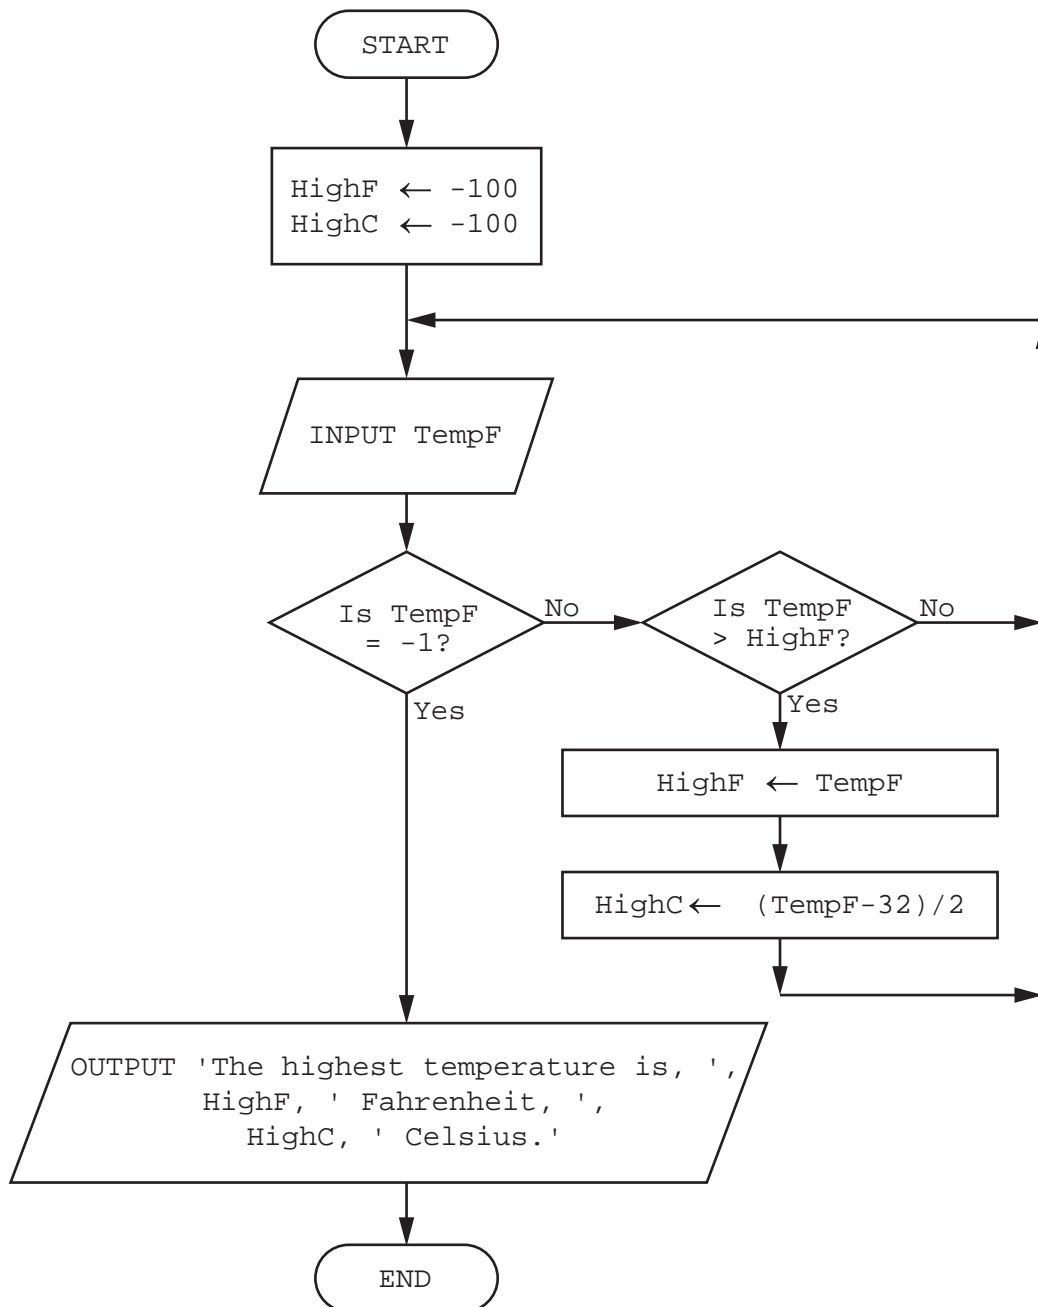 START
HighF ← -100
HighC ← -100
INPUT TempF
Is TempF
= -1?
No
Is TempF
> HighF?
No
Yes
Yes
HighF ← TempF
HighC← (TempF-32)/2
OUTPUT 'The highest temperature is, ',
HighF, ' Fahrenheit, ',
HighC, ' Celsius.'
END